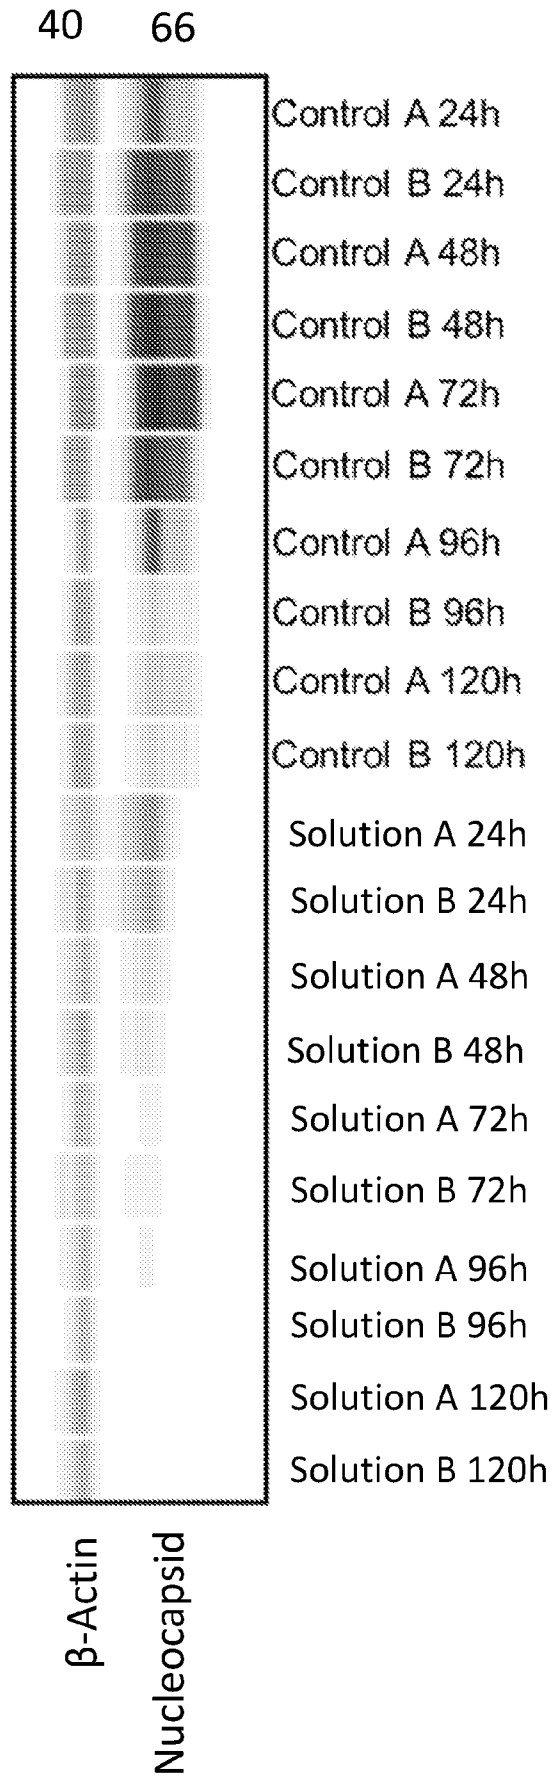 40 66
Control A 24h
Control B 24h
Control A 48h
Control B 48h
Control A 72h
Control B 72h
Control A 96h
Control B 96h
Control A 120h
Control B 120h
Solution A 24h
Solution B 24h
Solution A 48h
Solution B 48h
Solution A 72h
Solution B 72h
Solution A 96h
Solution B 96h
Solution A 120h
Solution B 120h
β-Actin
Nucleocapsid